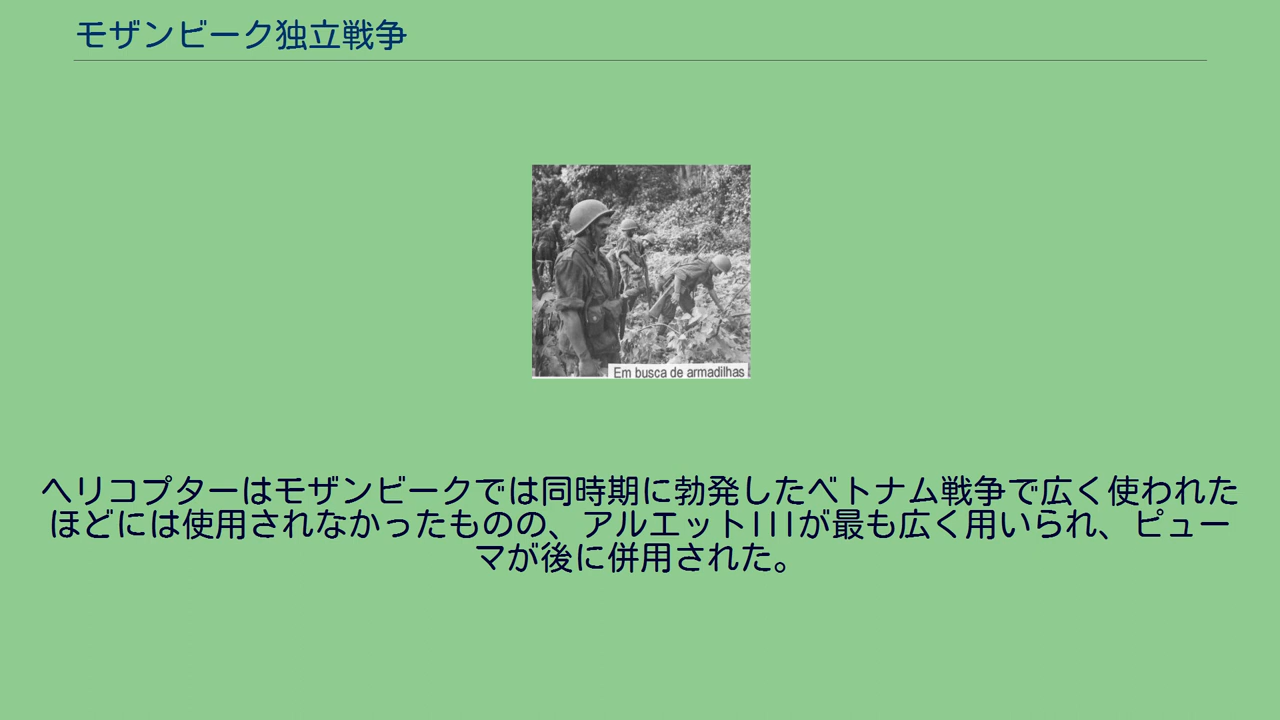 モザンビーク独立戦争
Em busca de armadilhas
ヘリコプターはモザンビークでは同時期に勃発したベトナム戦争で広く使われた
ほどには使用されなかったものの、アルエットIIIが最も広く用いられ、ピュー
マが後に併用された。